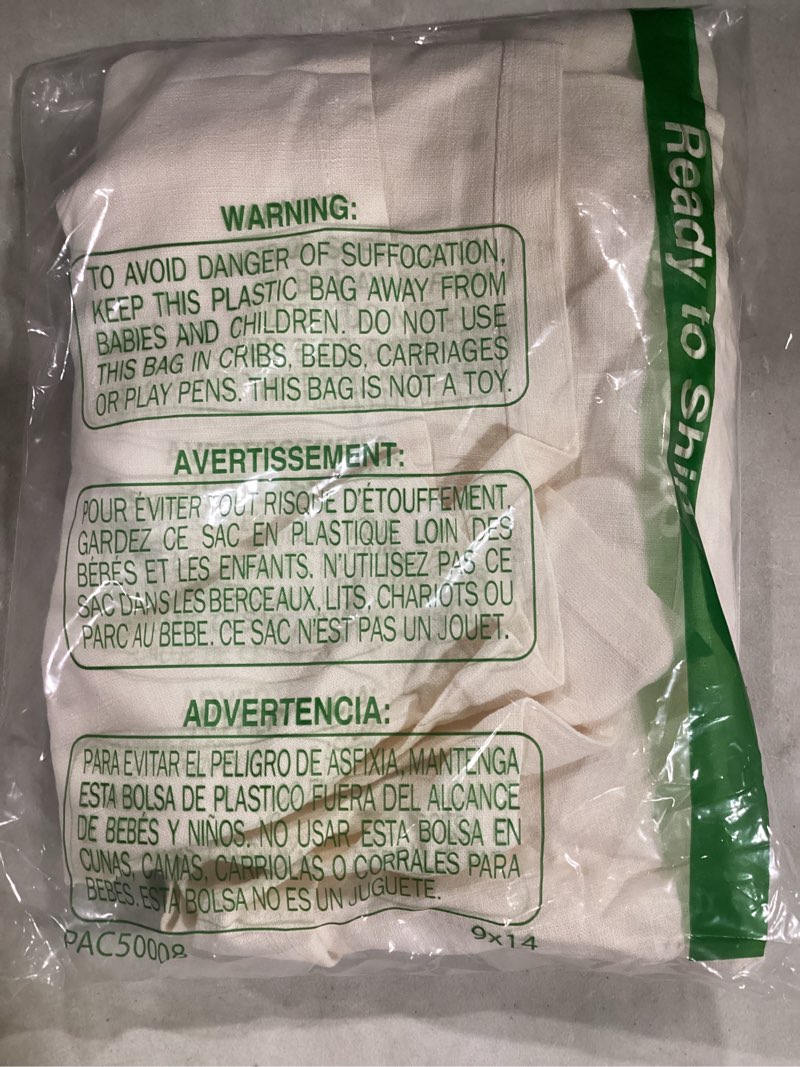 WARNING:
TO AVOID DANGER OF SUFFOCATION,
KEEP THIS PLASTIC BAG AWAY FROM
BABIES AND CHILDREN. DO NOT USE
THIS BAG IN CRIBS, BEDS, CARRIAGES
OR PLAY PENS. THIS BAG IS NOT A TOY.
AVERTISSEMENT:
POUR ÉVITER TOUT RISQUE D'ÉTOUFFEMENT,
GARDEZ CE SAC EN PLASTIQUE LOIN DES
BÉBÉS ET LES ENFANTS. N'UTILISEZ PAS CE
SAC DANS LES BERCEAUX, LITS, CHARIOTS OU
PARC AU BEBE. CE SAC N'EST PAS UN JOUET.
ADVERTENCIA:
PARA EVITAR EL PELIGRO DE ASFIXIA, MANTENGA
ESTA BOLSA DE PLASTICO FUERA DEL ALCANCE
DE BEBÉS Y NIÑOS. NO USAR ESTA BOLSA EN
CUNAS, CAMAS, CARRIOLAS O CORRALES PARA
BEBÉS. ESTA BOLSA NO ES UN JUGUETE.
PAC50008
9x14
Ready to Ship